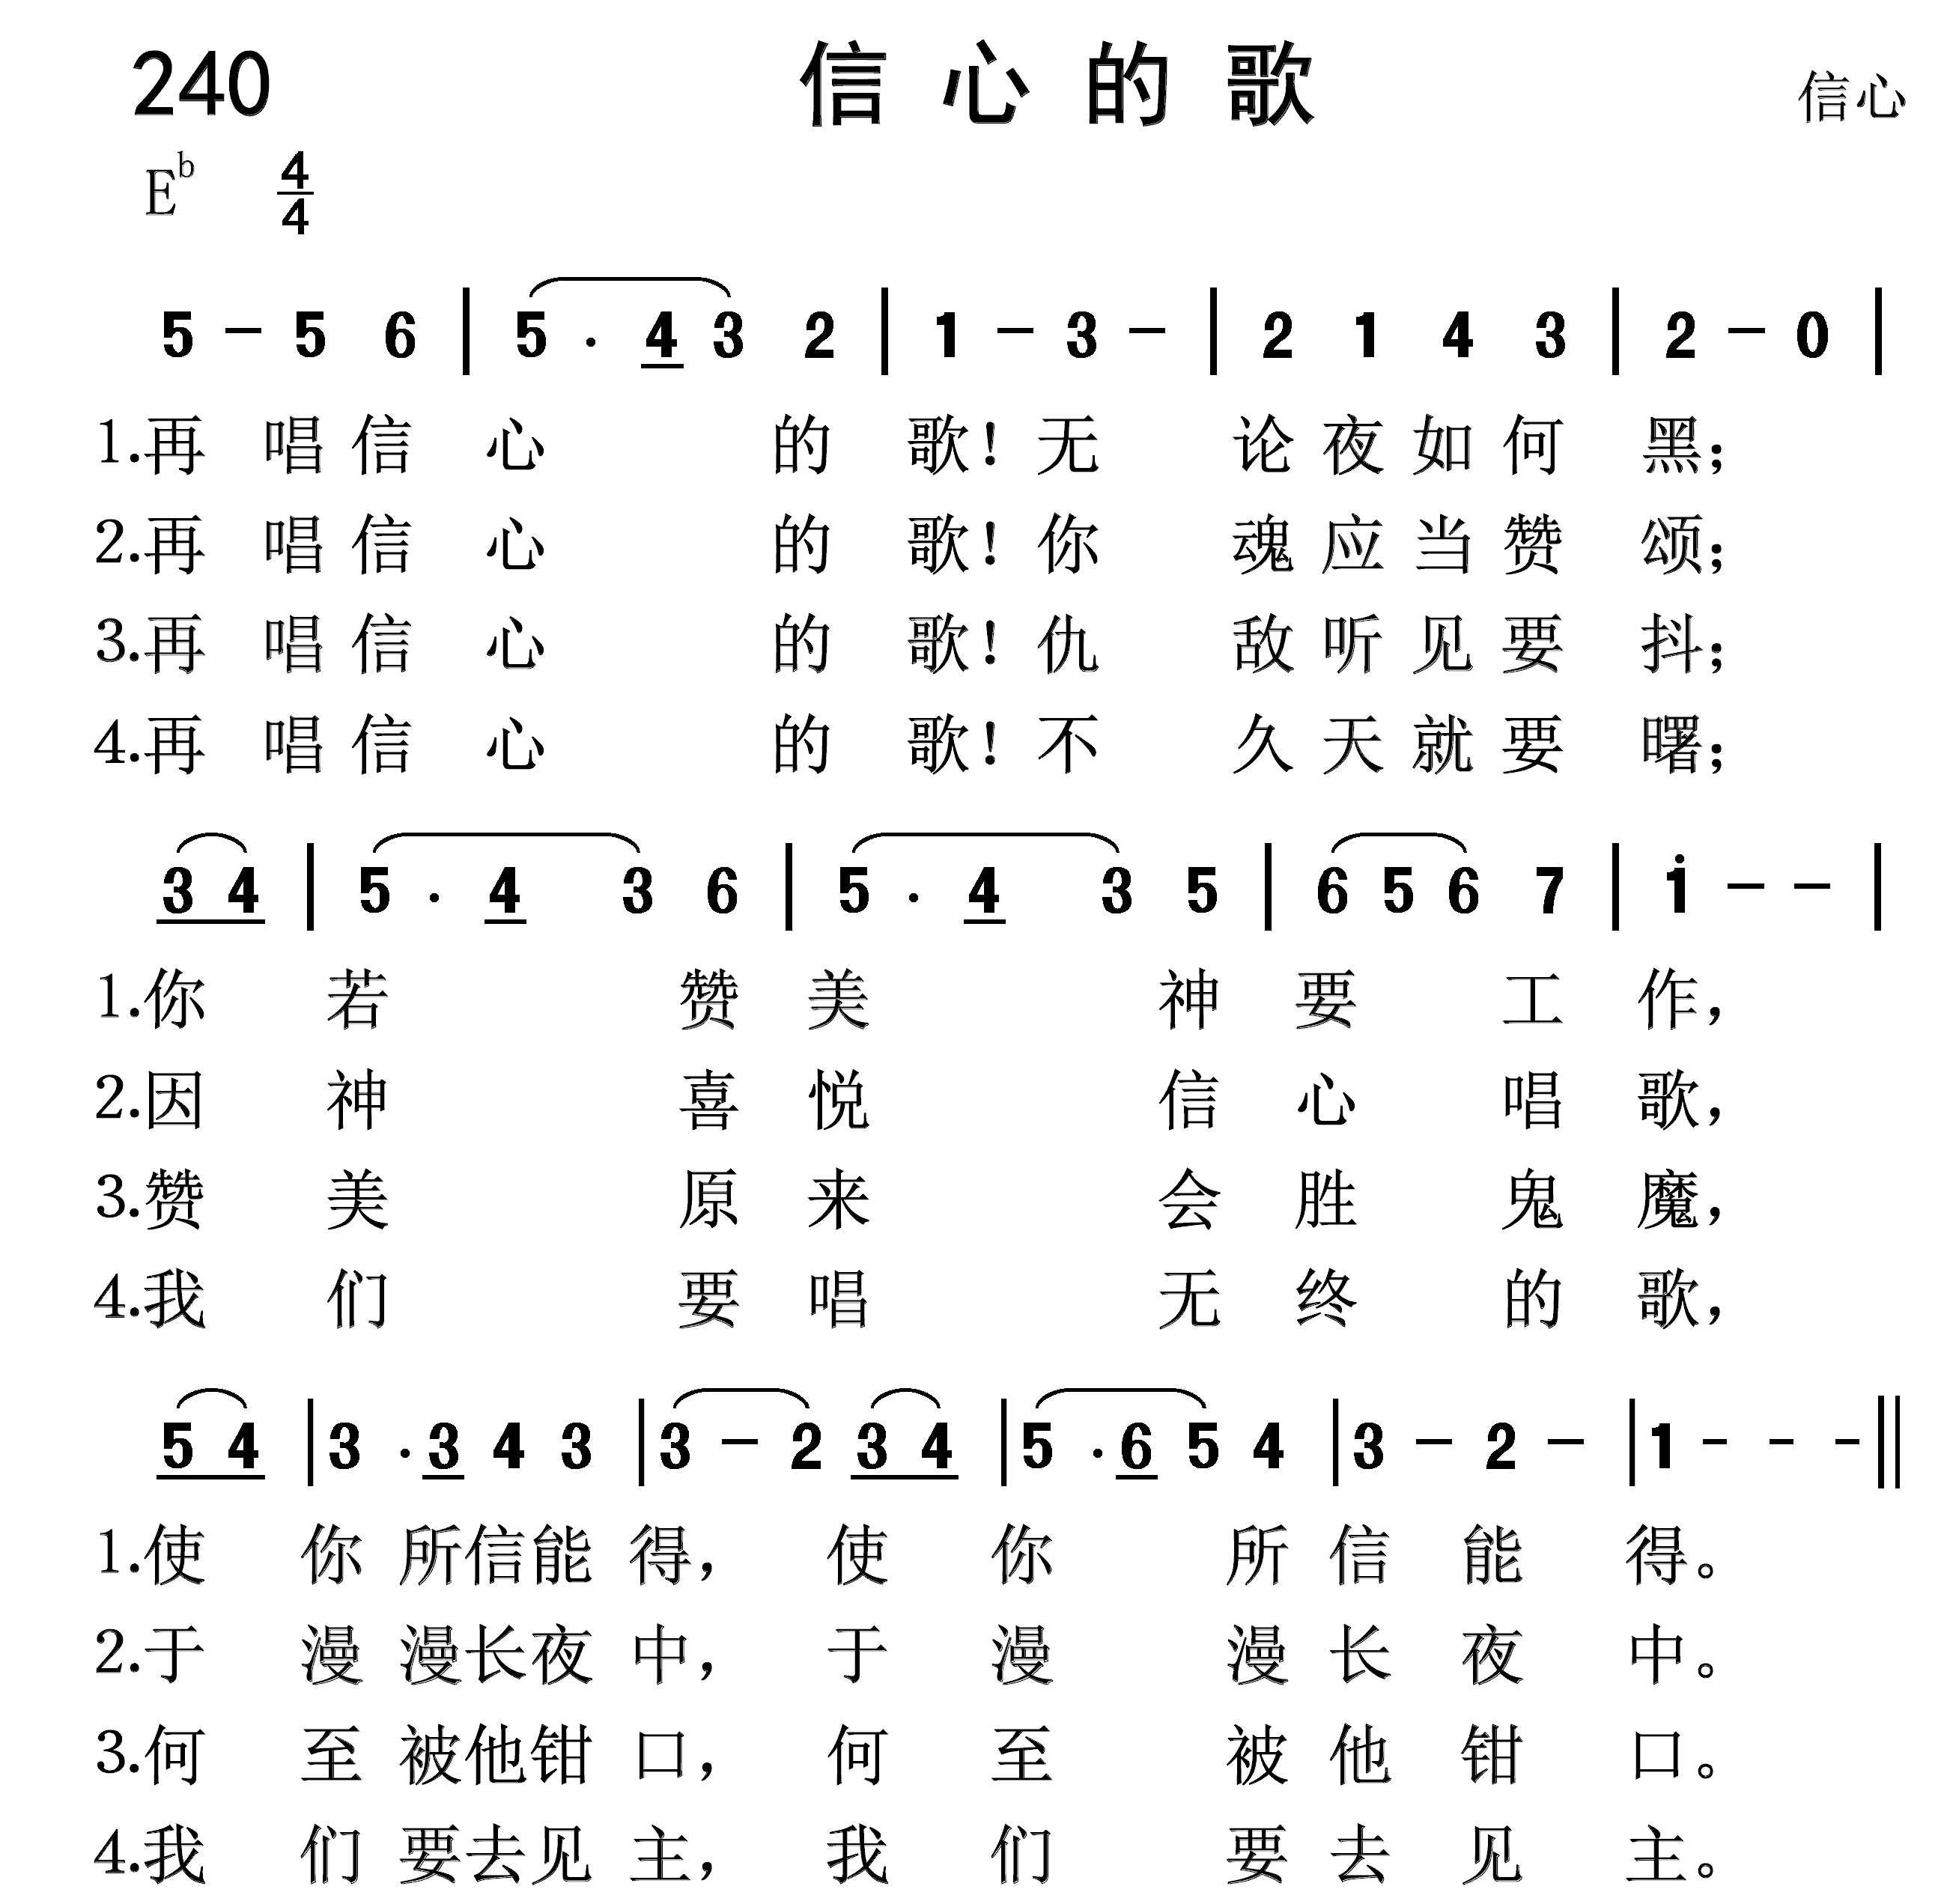 240 信心的歌 信心
E♭ 4/4
5 － 5 6 | 5 · 4 3 2 | 1 － 3 － | 2 1 4 3 | 2 － 0 |
1.再唱信心的歌！无论夜如何黑；
2.再唱信心的歌！你魂应当赞颂；
3.再唱信心的歌！仇敌听见要抖；
4.再唱信心的歌！不久天就要曙；
3 4 | 5 · 4 3 6 | 5 · 4 3 5 | 6 5 6 7 | i － － |
1.你若赞美神要工作，
2.因神喜悦信心唱歌，
3.赞美原来会胜鬼魔，
4.我们要唱无终的歌，
5 4 | 3 · 3 4 3 | 3 － 2 3 4 | 5 · 6 5 4 | 3 － 2 － | 1 - - - ||
1.使你所信能得，使你所信能得。
2.于漫漫长夜中，于漫漫长夜中。
3.何至被他钳口，何至被他钳口。
4.我们要去见主，我们要去见主。